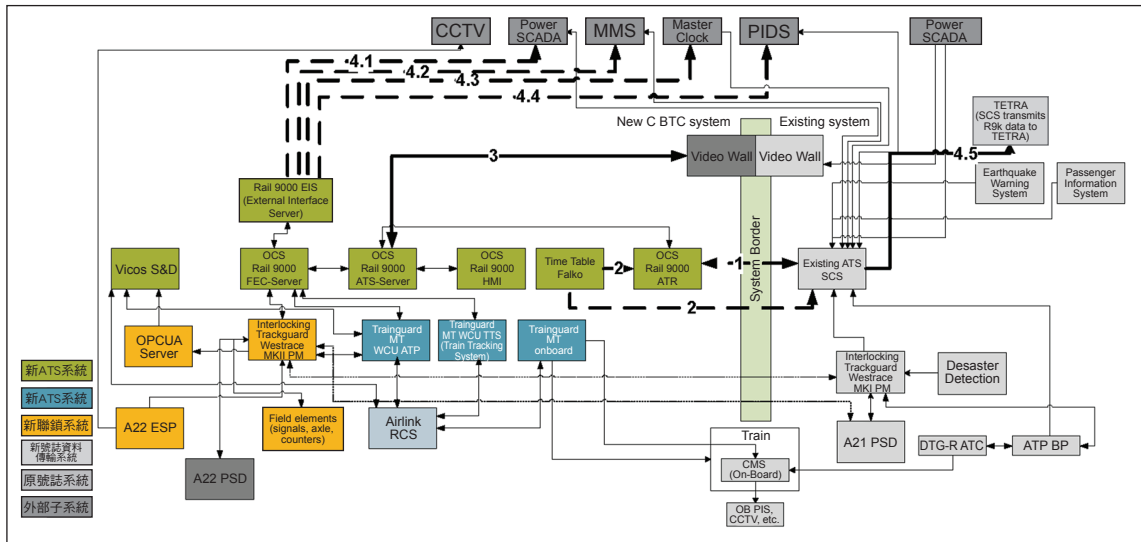 CCTV
Power
SCADA
MMS
Master
Clock
PIDS
Power
SCADA
4.1
4.2
4.3
4.4
TETRA
(SCS transmits
R9k data to
TETRA)
New C BTC system
Existing system
Video Wall
Video Wall
3
4.5
Earthquake
Warning
System
Passenger
Information
System
Rail 9000 EIS
(External Interface
Server)
System Border
Vicos S&D
OCS
Rail 9000
FEC-Server
OCS
Rail 9000
ATS-Server
OCS
Rail 9000
HMI
Time Table
Falko
2
OCS
Rail 9000
ATR
1
Existing ATS
SCS
2
OPCUA
Server
Interlocking
Trackguard
Westrace
MKII PM
Trainguard
MT
WCU ATP
Trainguard
MT WCU TTS
(Train Tracking
System)
Trainguard
MT
onboard
Interlocking
Trackguard
Westrace
MKI PM
Desaster
Detection
新ATS系統
新ATS系統
新聯鎖系統
新號誌資料
傳輸系統
原號誌系統
外部子系統
A22 ESP
Field elements
(signals, axle,
counters)
Airlink
RCS
A21 PSD
DTG-R ATC
ATP BP
A22 PSD
Train
CMS
(On-Board)
OB PIS,
CCTV, etc.